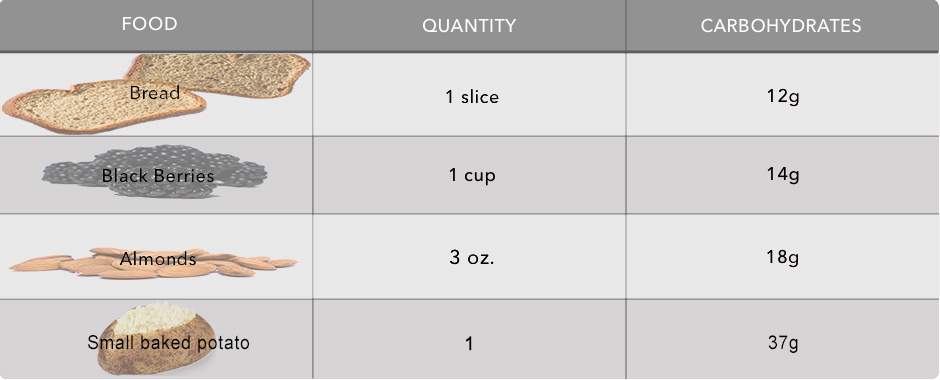 FOOD QUANTITY CARBOHYDRATES
Bread 1 slice 12g
Black Berries 1 cup 14g
Almonds 3 oz. 18g
Small baked potato 1 37g